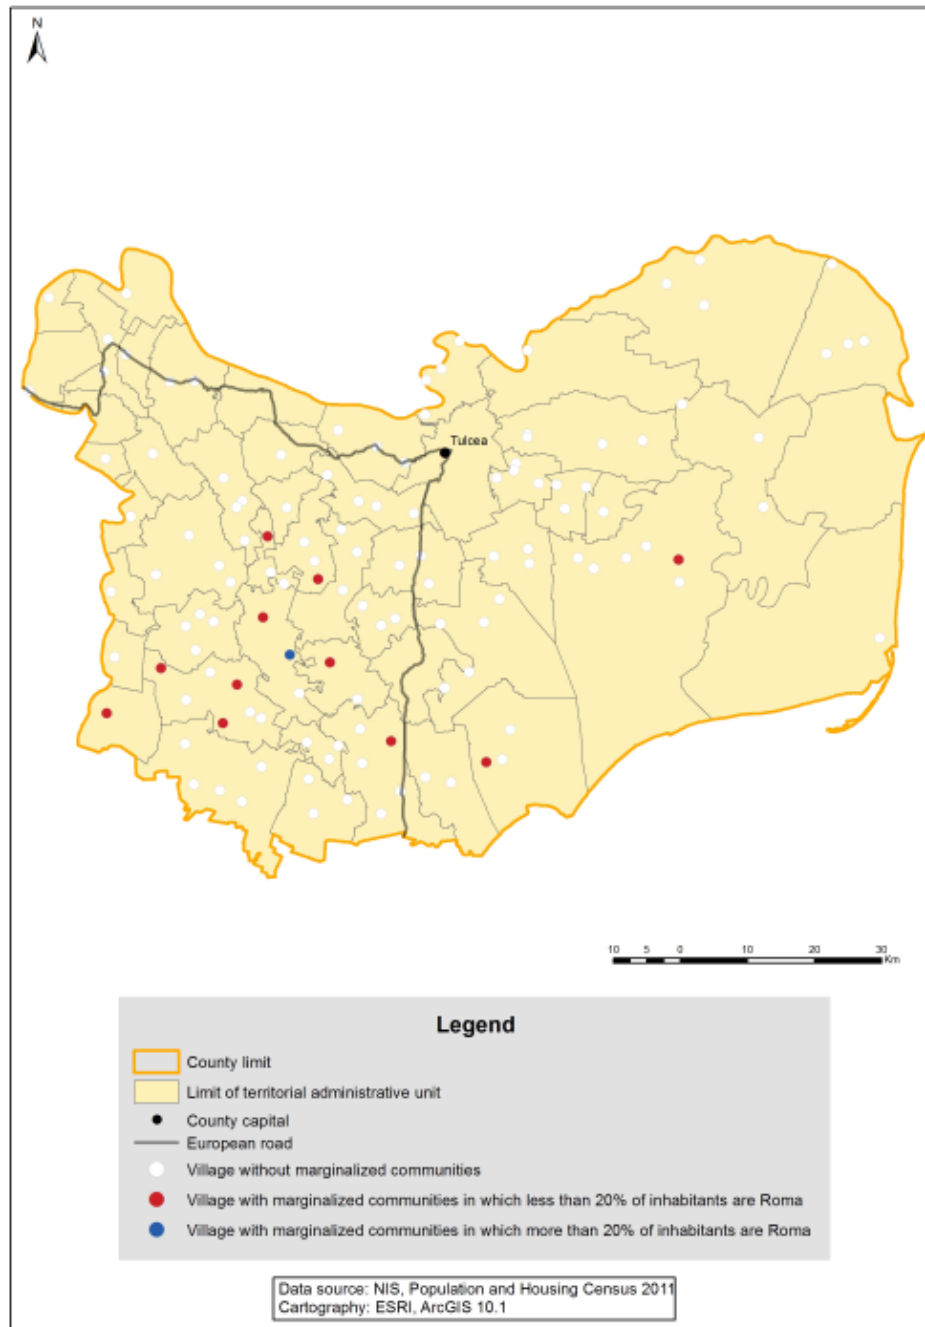 N
Tulcea
10 5 0 10 20 30
Km
Legend
County limit
Limit of territorial administrative unit
County capital
European road
Village without marginalized communities
Village with marginalized communities in which less than 20% of inhabitants are Roma
Village with marginalized communities in which more than 20% of inhabitants are Roma
Data source: NIS, Population and Housing Census 2011
Cartography: ESRI, ArcGIS 10.1